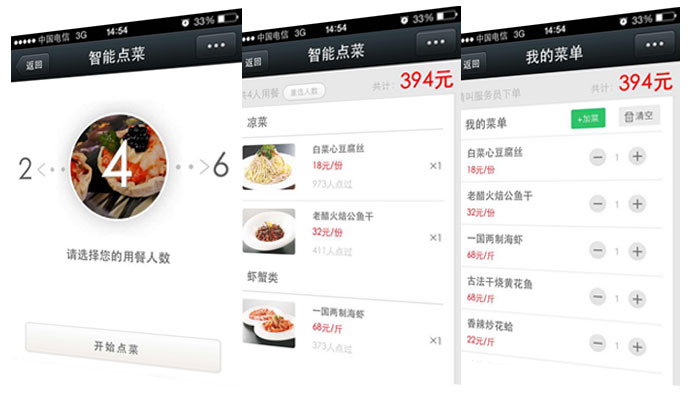 中国电信 3G 14:54 33%
返回 智能点菜
2 4 6
请选择您的用餐人数
开始点菜
中国电信 3G 14:54 33%
返回 智能点菜
共4人用餐 重选人数 共计: 394元
凉菜
白菜心豆腐丝
18元/份 ×1
973人点过
老醋火焙公鱼干
32元/份 ×1
411人点过
虾蟹类
一国两制海虾
68元/斤 ×1
373人点过
中国电信 3G 14:54 33%
返回 我的菜单
叫服务员下单 共计: 394元
我的菜单 +加菜 清空
白菜心豆腐丝
18元/份 1
老醋火焙公鱼干
32元/份 1
一国两制海虾
68元/斤 1
古法干烧黄花鱼
68元/斤 1
香辣炒花蛤
22元/斤 1